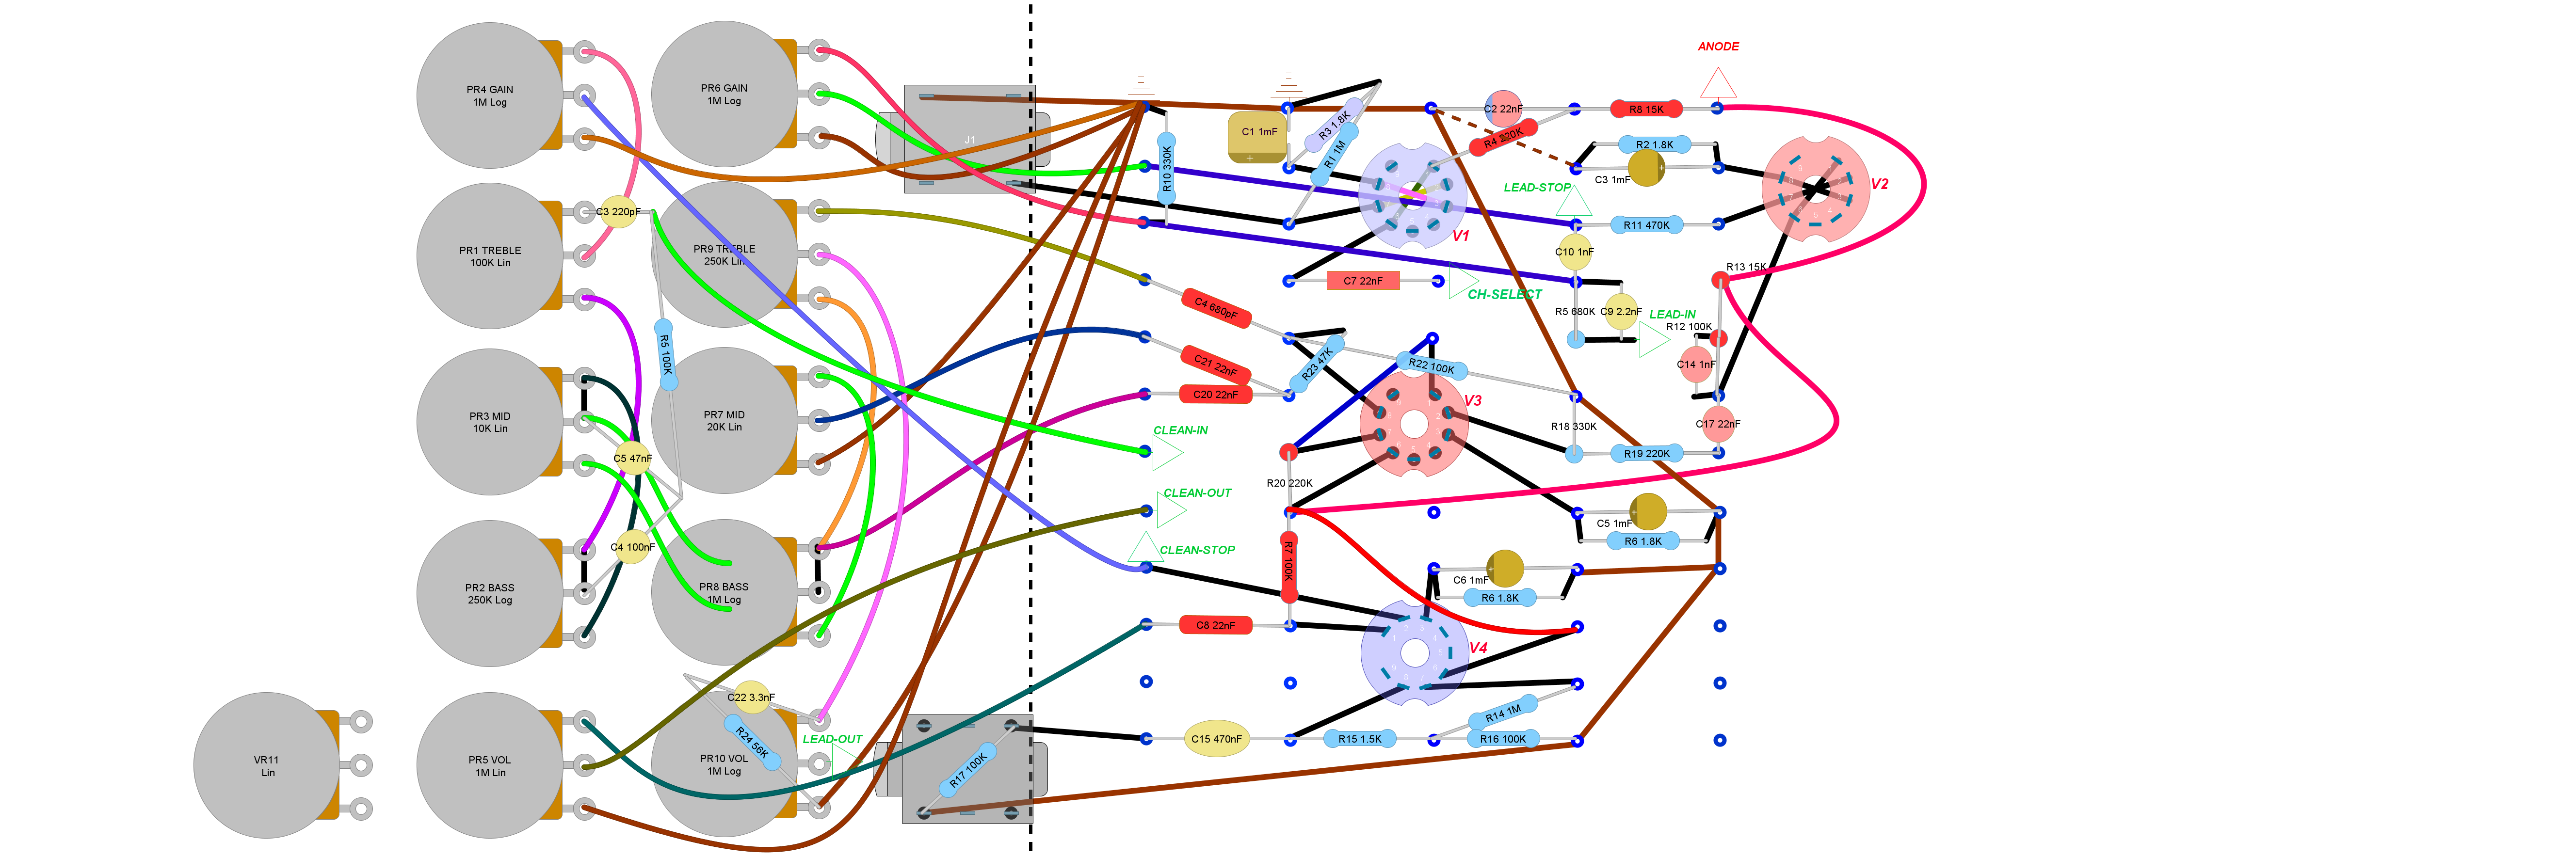 PR4 GAIN
1M Log
PR6 GAIN
1M Log
J1
ANODE
C1 1mF
R3 1.8K
R1 1M
R10 330K
C2 22nF
R8 15K
R4 220K
R2 1.8K
C3 1mF
V2
LEAD-STOP
V1
R11 470K
C3 220pF
PR1 TREBLE
100K Lin
PR9 TREBLE
250K Lin
C10 1nF
R13 15K
C7 22nF
CH-SELECT
C4 680pF
R5 680K
C9 2.2nF
LEAD-IN
R12 100K
R5 100K
C21 22nF
R23 47K
R22 100K
C14 1nF
C20 22nF
V3
PR3 MID
10K Lin
PR7 MID
20K Lin
CLEAN-IN
R18 330K
C17 22nF
C5 47nF
R19 220K
R20 220K
CLEAN-OUT
C5 1mF
R6 1.8K
C4 100nF
CLEAN-STOP
R7 100K
C6 1mF
R6 1.8K
PR2 BASS
250K Log
PR8 BASS
1M Log
C8 22nF
V4
C22 3.3nF
R24 56K
LEAD-OUT
R14 1M
C15 470nF
R15 1.5K
R16 100K
VR11
Lin
PR5 VOL
1M Lin
PR10 VOL
1M Log
R17 100K